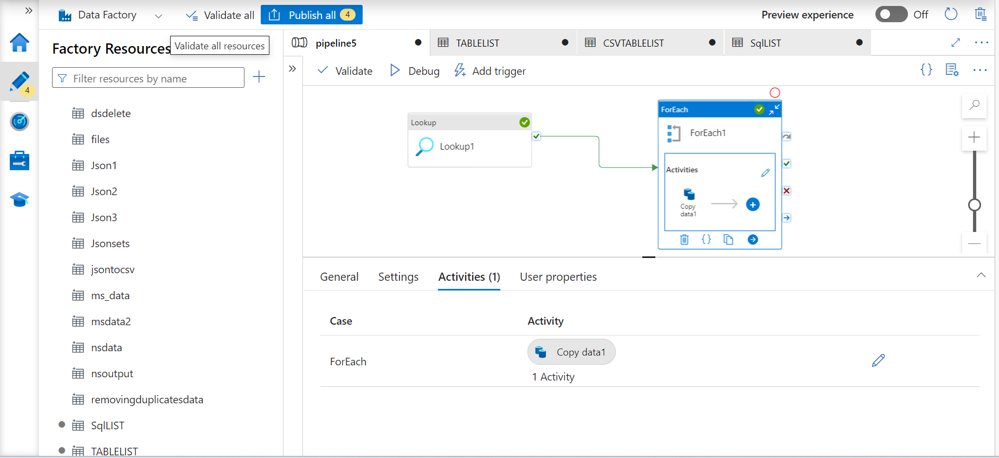 Data Factory
Validate all
Publish all 4
Preview experience
Off
Factory Resources
Validate all resources
Filter resources by name
4
dsdelete
files
Json1
Json2
Json3
Jsonsets
jsontocsv
ms_data
msdata2
nsdata
nsoutput
removingduplicatesdata
SqlLIST
TABLELIST
pipeline5
TABLELIST
CSVTABLELIST
SqlLIST
Validate
Debug
Add trigger
{}
Lookup
Lookup1
ForEach
ForEach1
Activities
Copy
data1
{}
General
Settings
Activities (1)
User properties
Case
Activity
ForEach
Copy data1
1 Activity